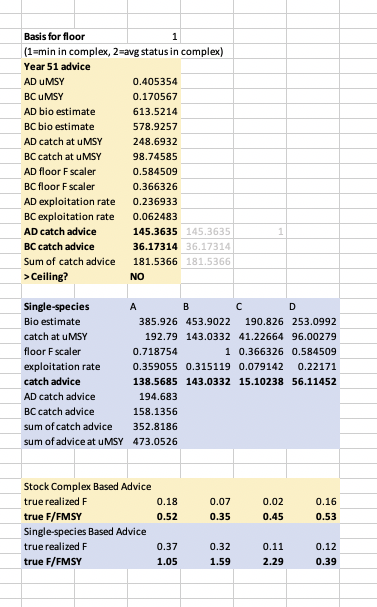 Basis for floor 1
(1=min in complex, 2=avg status in complex)
Year 51 advice
AD uMSY 0.405354
BC uMSY 0.170567
AD bio estimate 613.5214
BC bio estimate 578.9257
AD catch at uMSY 248.6932
BC catch at uMSY 98.74585
AD floor F scaler 0.584509
BC floor F scaler 0.366326
AD exploitation rate 0.236933
BC exploitation rate 0.062483
AD catch advice 145.3635 145.3635 1
BC catch advice 36.17314 36.17314
Sum of catch advice 181.5366 181.5366
> Ceiling? NO
Single-species A B C D
Bio estimate 385.926 453.9022 190.826 253.0992
catch at uMSY 192.79 143.0332 41.22664 96.00279
floor F scaler 0.718754 1 0.366326 0.584509
exploitation rate 0.359055 0.315119 0.079142 0.22171
catch advice 138.5685 143.0332 15.10238 56.11452
AD catch advice 194.683
BC catch advice 158.1356
sum of catch advice 352.8186
sum of advice at uMSY 473.0526
Stock Complex Based Advice
true realized F 0.18 0.07 0.02 0.16
true F/FMSY 0.52 0.35 0.45 0.53
Single-species Based Advice
true realized F 0.37 0.32 0.11 0.12
true F/FMSY 1.05 1.59 2.29 0.39